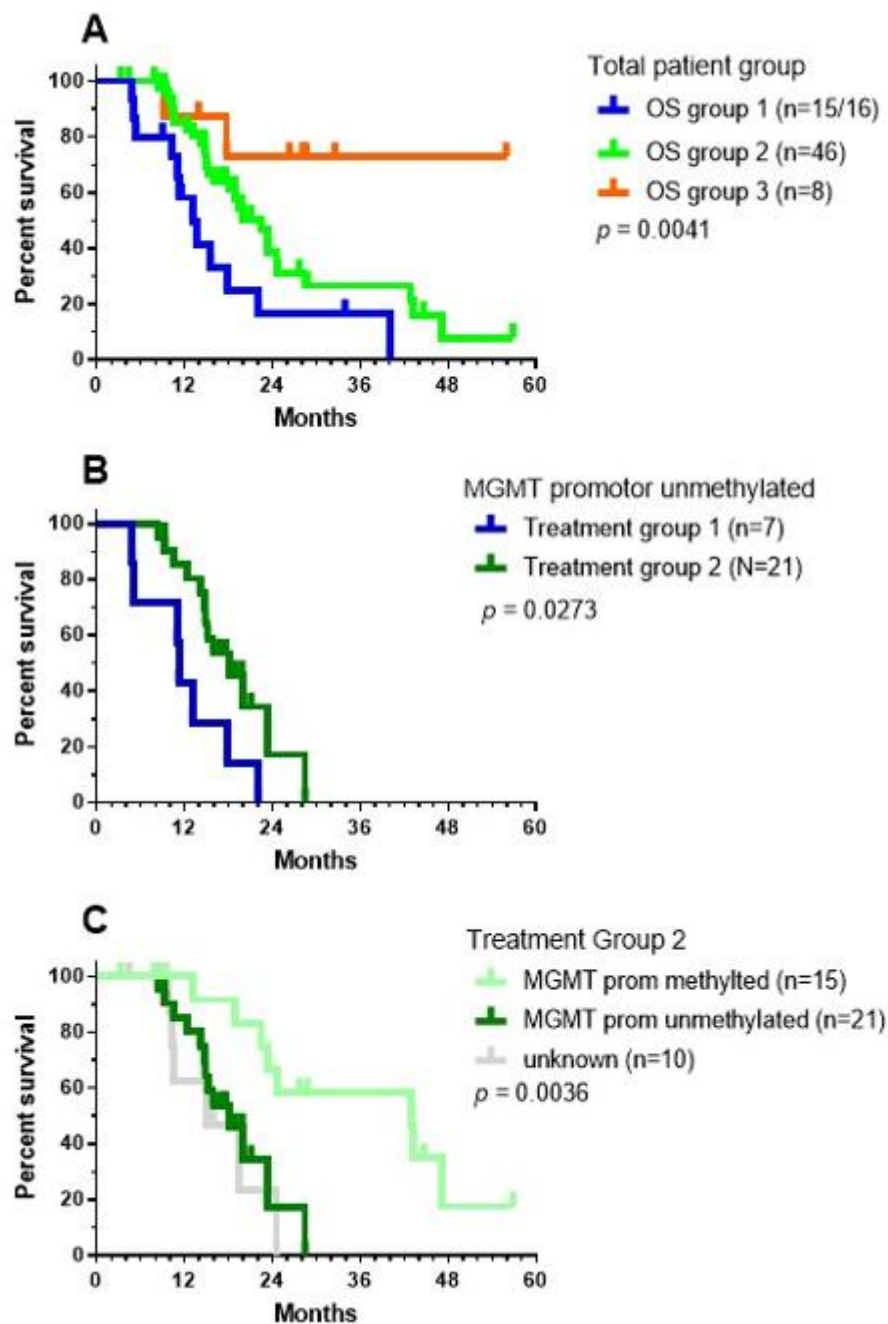 A
Total patient group
OS group 1 (n=15/16)
OS group 2 (n=46)
OS group 3 (n=8)
p = 0.0041
Percent survival
100
80
60
40
20
0
0 12 24 36 48 60
Months
B
MGMT promotor unmethylated
Treatment group 1 (n=7)
Treatment group 2 (N=21)
p = 0.0273
Percent survival
100
80
60
40
20
0
0 12 24 36 48 60
Months
C
Treatment Group 2
MGMT prom methylted (n=15)
MGMT prom unmethylated (n=21)
unknown (n=10)
p = 0.0036
Percent survival
100
80
60
40
20
0
0 12 24 36 48 60
Months